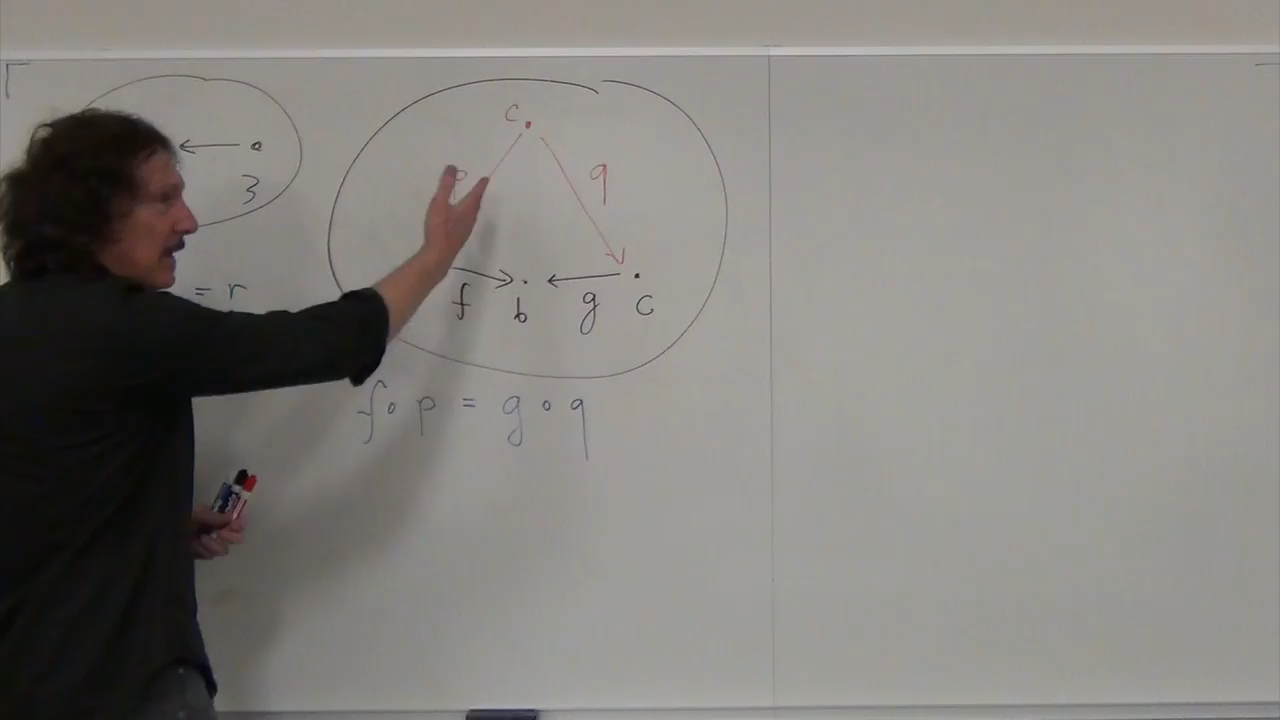 c
p q
3
= r
f b g c
f ∘ p = g ∘ q